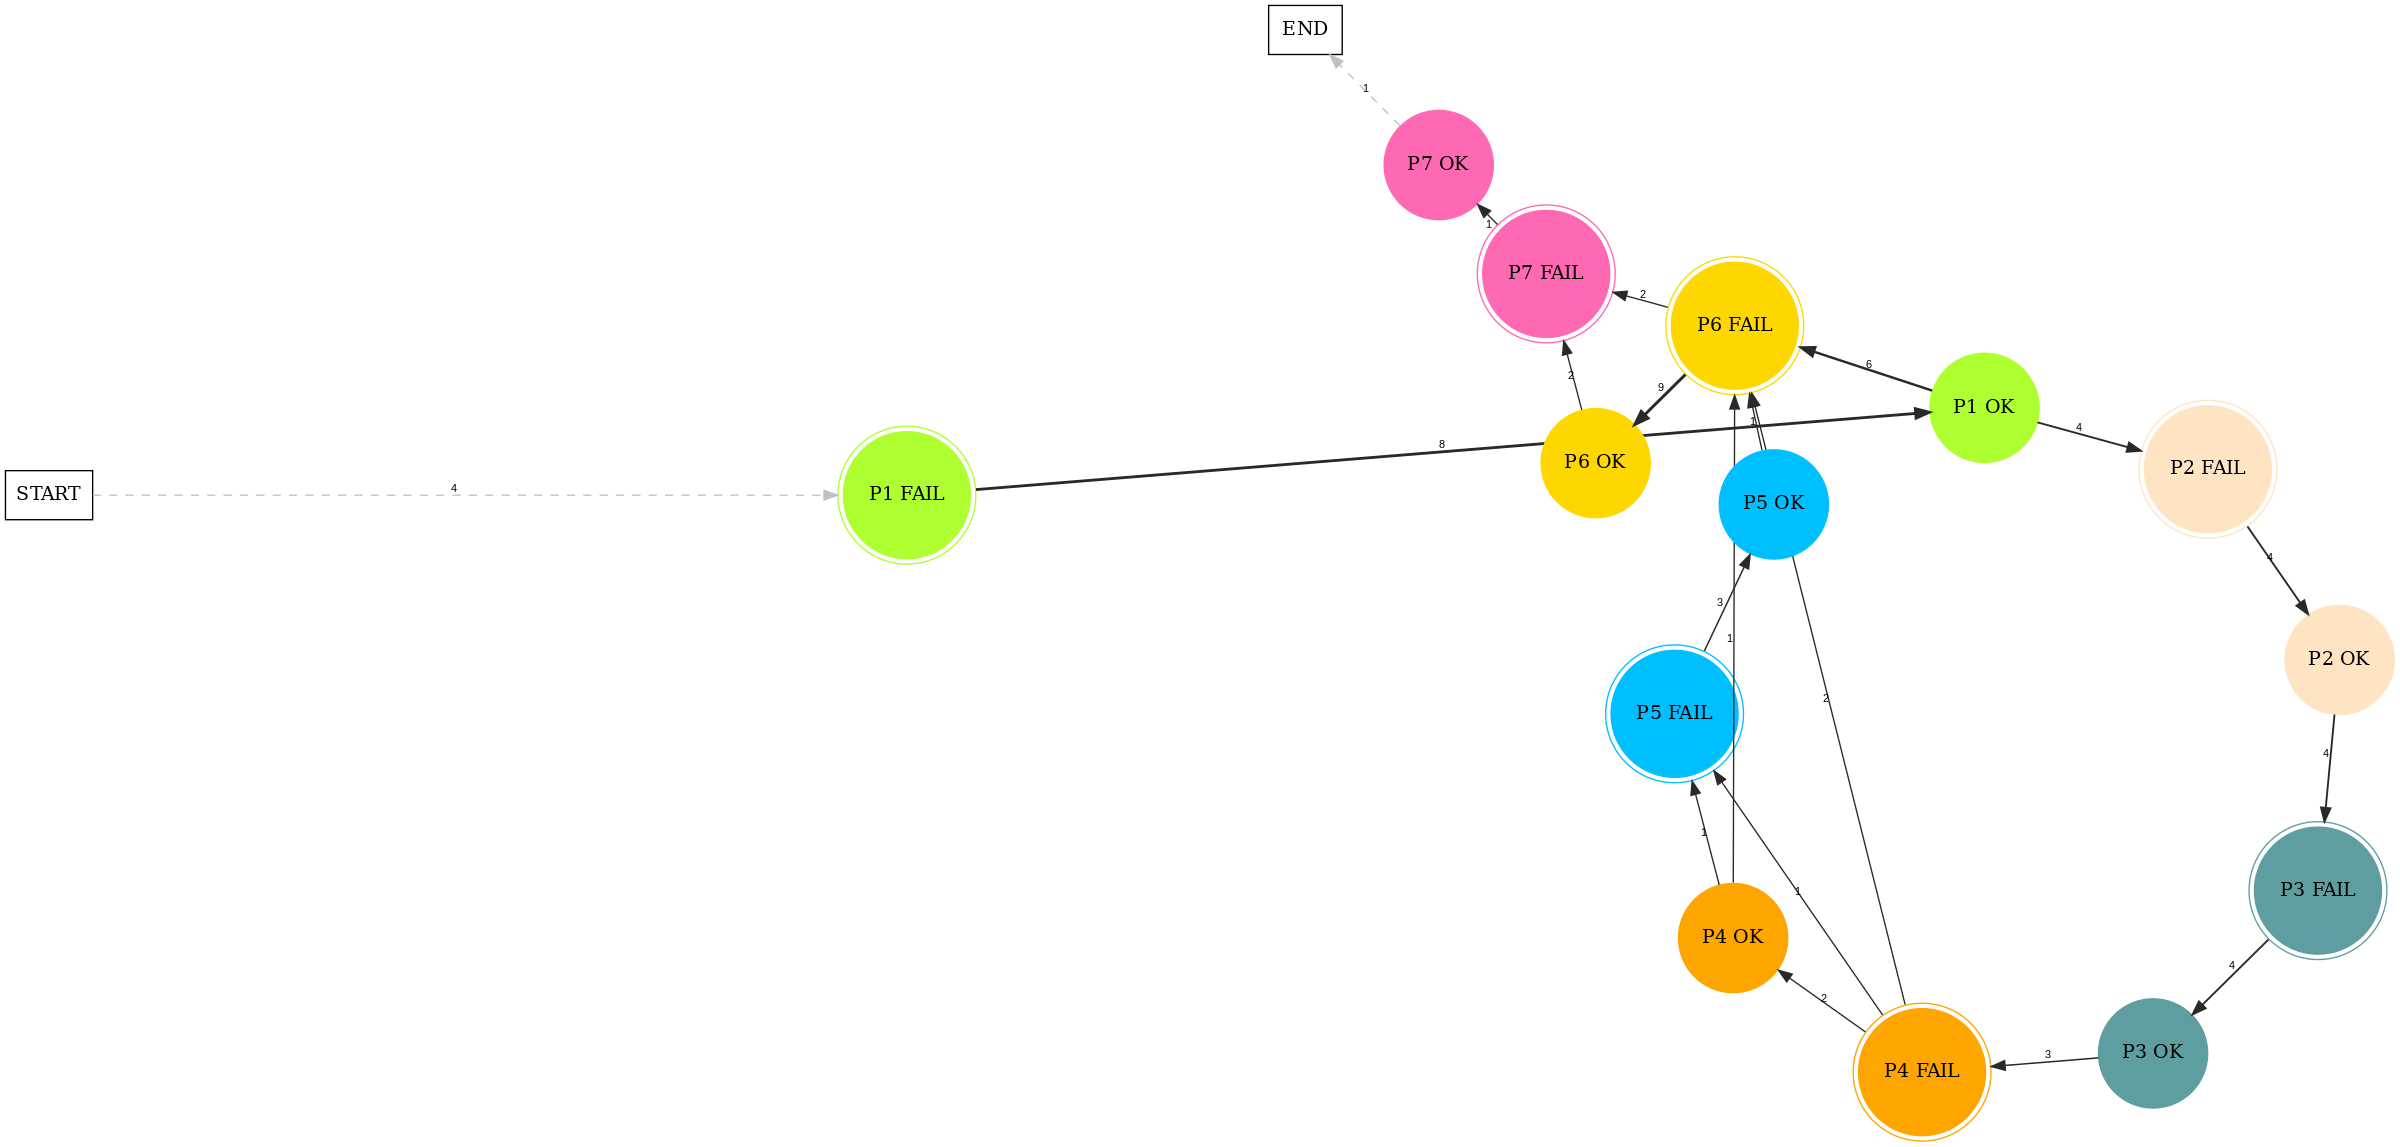 END
1
P7 OK
1
P7 FAIL
2
P6 FAIL
6
P1 OK
2
9
1
4
8
P6 OK
P2 FAIL
START
4
P1 FAIL
P5 OK
4
3
1
P2 OK
2
P5 FAIL
4
1
1
P3 FAIL
P4 OK
4
2
3
P3 OK
P4 FAIL